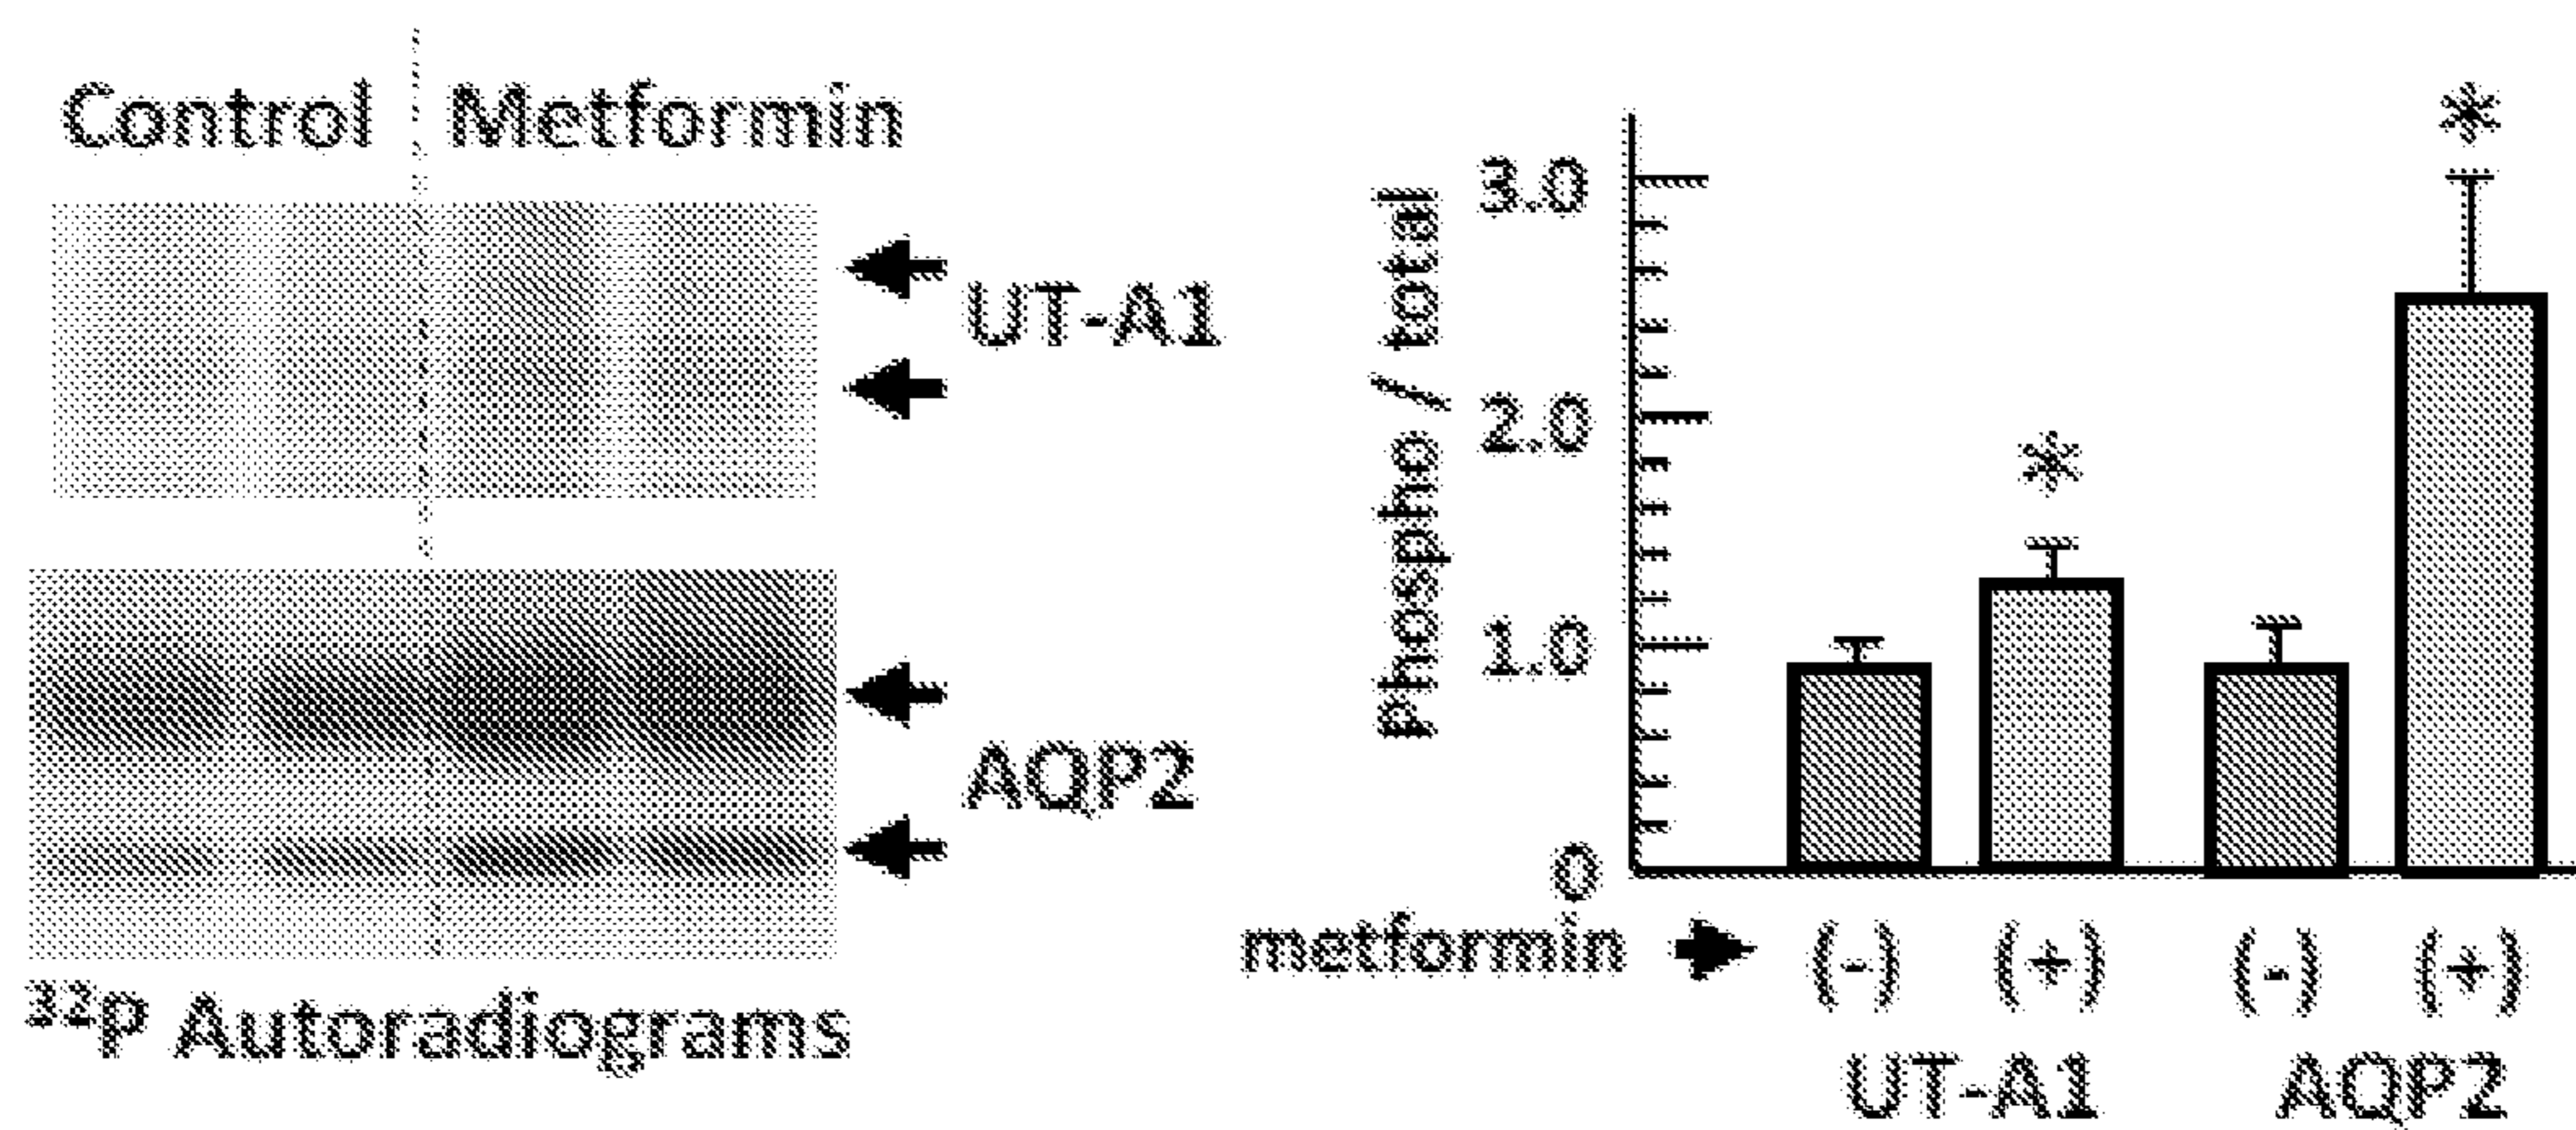 Control Metformin
UT-A1
AQP2
³²P Autoradiograms
Phospho / total
3.0
2.0
1.0
0
*
*
metformin
(-) (+) (-) (+)
UT-A1 AQP2